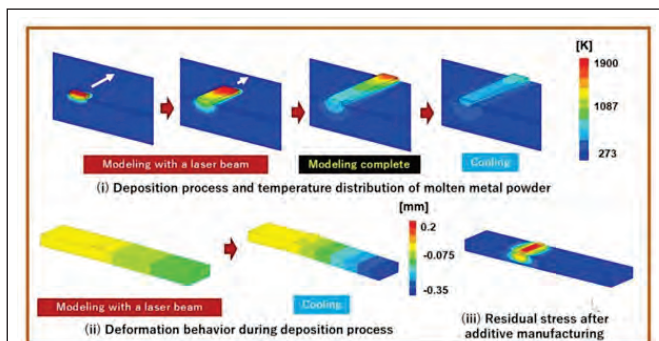 [K]
1900
1087
273
Modeling with a laser beam
Modeling complete
Cooling
(i) Deposition process and temperature distribution of molten metal powder
[mm]
0.2
-0.075
-0.35
Modeling with a laser beam
Cooling
(ii) Deformation behavior during deposition process
(iii) Residual stress after
additive manufacturing